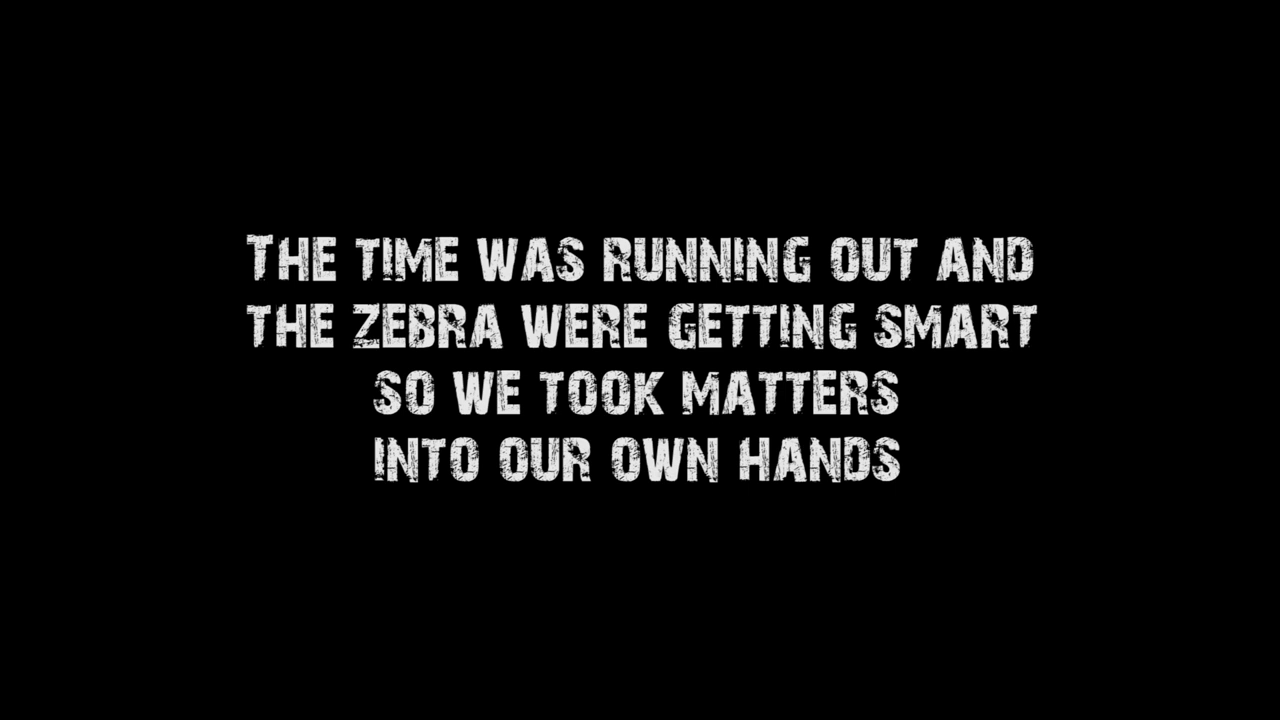 THE TIME WAS RUNNING OUT AND
THE ZEBRA WERE GETTING SMART
SO WE TOOK MATTERS
INTO OUR OWN HANDS